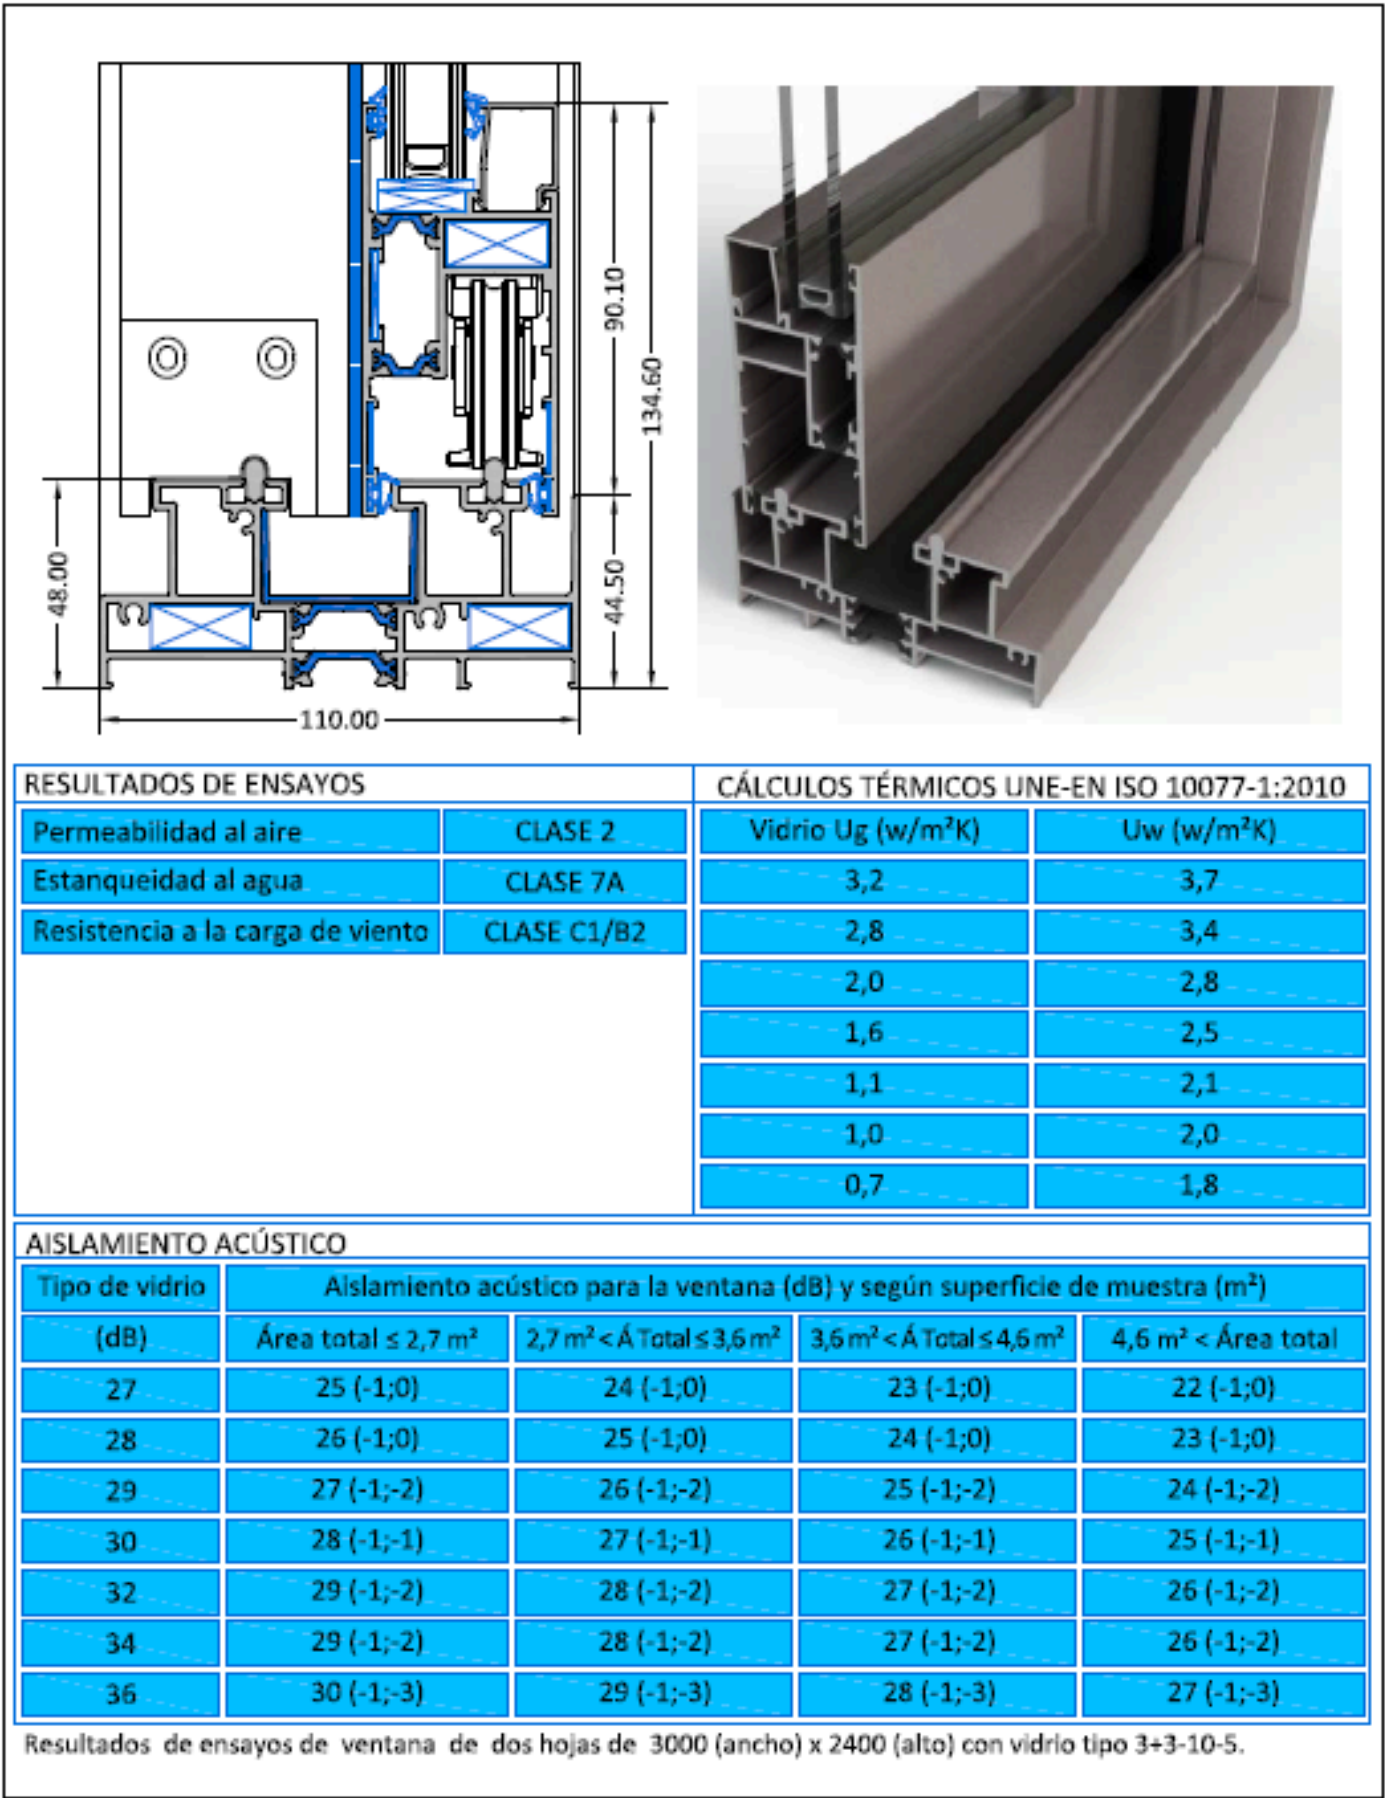 90.10
134.60
48.00
44.50
110.00
RESULTADOS DE ENSAYOS
Permeabilidad al aire CLASE 2
Estanqueidad al agua CLASE 7A
Resistencia a la carga de viento CLASE C1/B2
CÁLCULOS TÉRMICOS UNE-EN ISO 10077-1:2010
Vidrio Ug (w/m²K) Uw (w/m²K)
3,2 3,7
2,8 3,4
2,0 2,8
1,6 2,5
1,1 2,1
1,0 2,0
0,7 1,8
AISLAMIENTO ACÚSTICO
Tipo de vidrio Aislamiento acústico para la ventana (dB) y según superficie de muestra (m²)
(dB) Área total ≤ 2,7 m² 2,7 m² < Á Total ≤ 3,6 m² 3,6 m² < Á Total ≤ 4,6 m² 4,6 m² < Área total
27 25 (-1;0) 24 (-1;0) 23 (-1;0) 22 (-1;0)
28 26 (-1;0) 25 (-1;0) 24 (-1;0) 23 (-1;0)
29 27 (-1;-2) 26 (-1;-2) 25 (-1;-2) 24 (-1;-2)
30 28 (-1;-1) 27 (-1;-1) 26 (-1;-1) 25 (-1;-1)
32 29 (-1;-2) 28 (-1;-2) 27 (-1;-2) 26 (-1;-2)
34 29 (-1;-2) 28 (-1;-2) 27 (-1;-2) 26 (-1;-2)
36 30 (-1;-3) 29 (-1;-3) 28 (-1;-3) 27 (-1;-3)
Resultados de ensayos de ventana de dos hojas de 3000 (ancho) x 2400 (alto) con vidrio tipo 3+3-10-5.